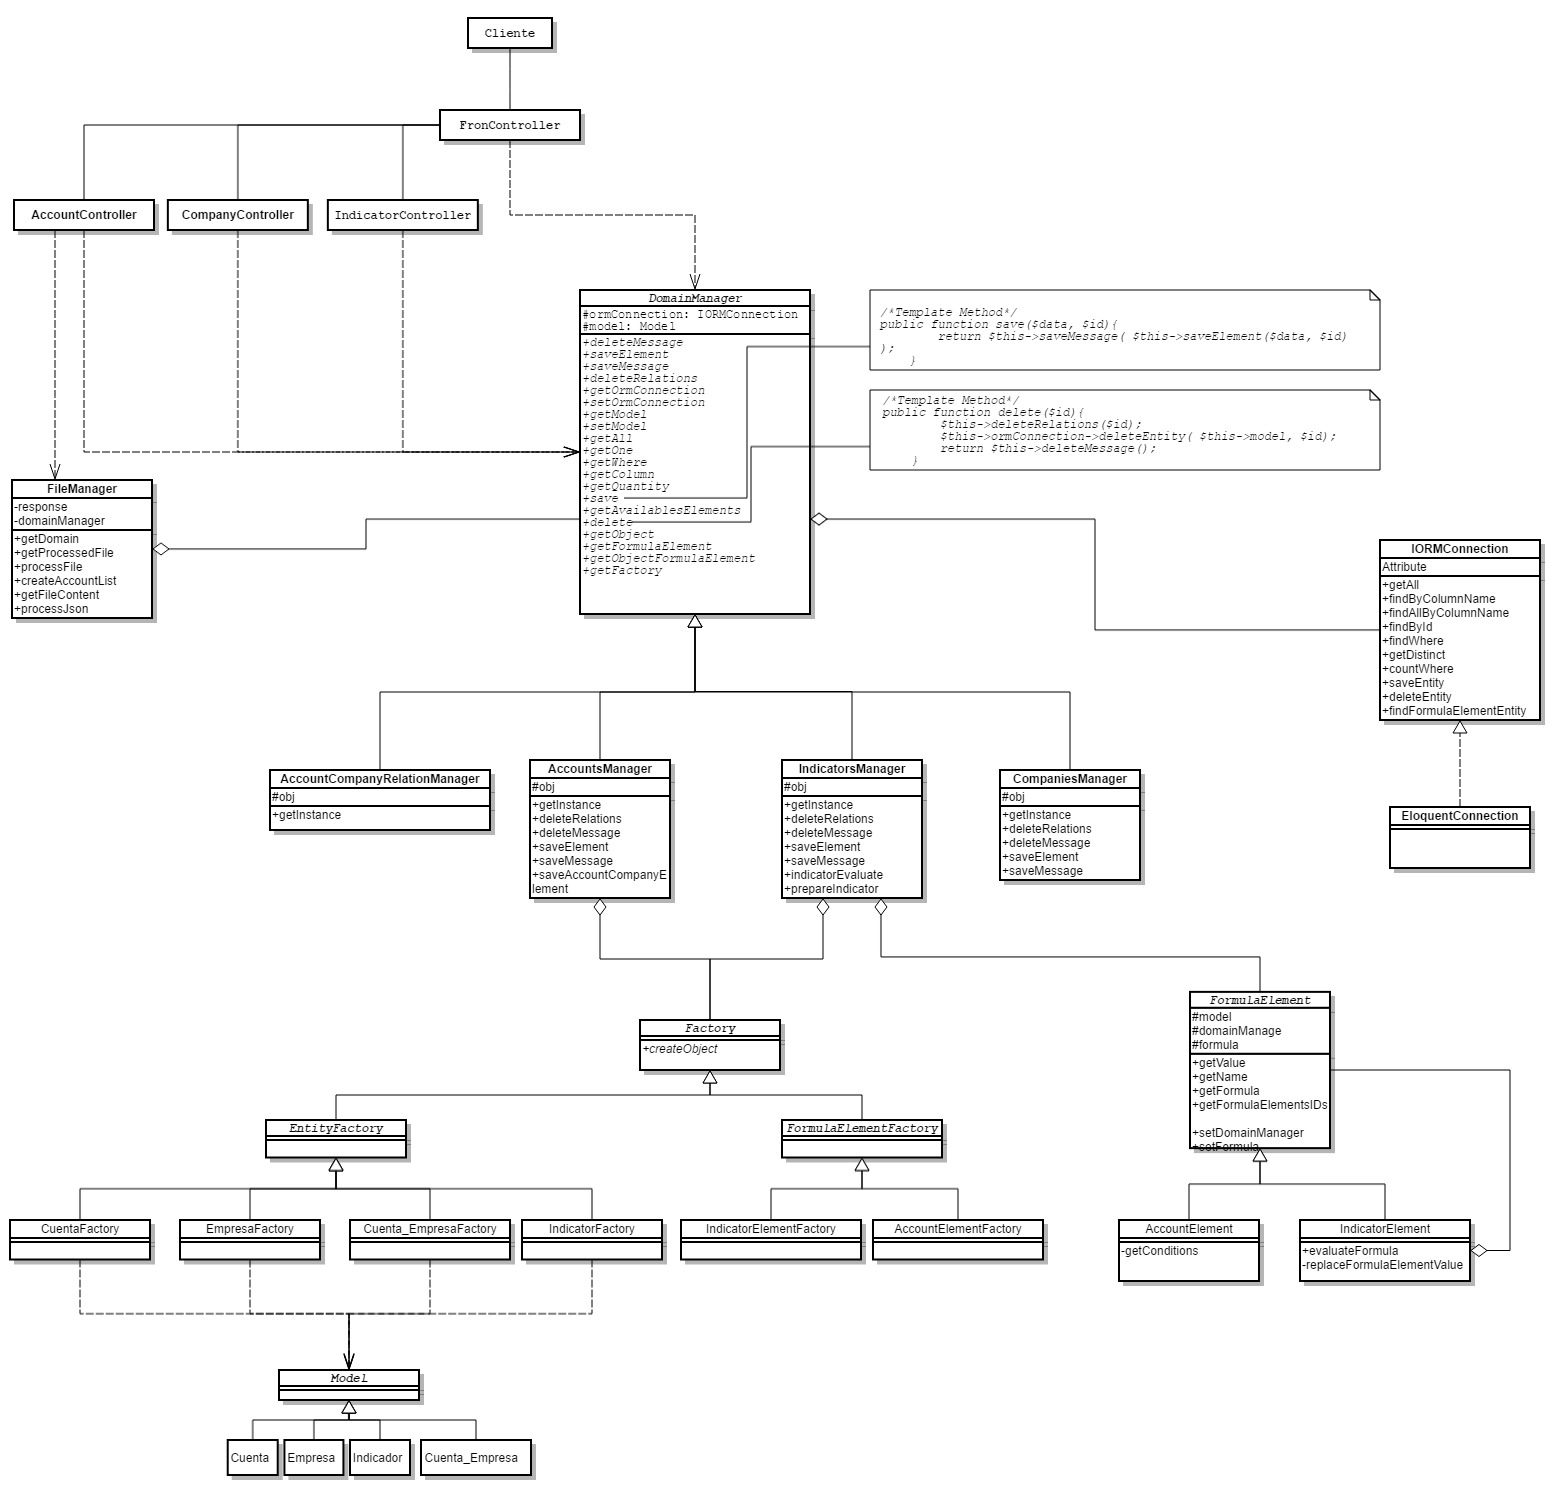 Cliente
FronController
AccountController
CompanyController
IndicatorController
DomainManager
#ormConnection: IORMConnection
#model: Model
+deleteMessage
+saveElement
+saveMessage
+deleteRelations
+getOrmConnection
+setOrmConnection
+getModel
+setModel
+getAll
+getOne
+getWhere
+getColumn
+getQuantity
+save
+getAvailablesElements
+delete
+getObject
+getFormulaElement
+getObjectFormulaElement
+getFactory
/*Template Method*/
public function save($data, $id){
return $this->saveMessage( $this->saveElement($data, $id)
);
}
/*Template Method*/
public function delete($id){
$this->deleteRelations($id);
$this->ormConnection->deleteEntity( $this->model, $id);
return $this->deleteMessage();
}
FileManager
-response
-domainManager
+getDomain
+getProcessedFile
+processFile
+createAccountList
+getFileContent
+processJson
IORMConnection
Attribute
+getAll
+findByColumnName
+findAllByColumnName
+findById
+findWhere
+getDistinct
+countWhere
+saveEntity
+deleteEntity
+findFormulaElementEntity
EloquentConnection
AccountCompanyRelationManager
#obj
+getInstance
AccountsManager
#obj
+getInstance
+deleteRelations
+deleteMessage
+saveElement
+saveMessage
+saveAccountCompanyE
lement
IndicatorsManager
#obj
+getInstance
+deleteRelations
+deleteMessage
+saveElement
+saveMessage
+indicatorEvaluate
+prepareIndicator
CompaniesManager
#obj
+getInstance
+deleteRelations
+deleteMessage
+saveElement
+saveMessage
Factory
+createObject
FormulaElement
#model
#domainManage
#formula
+getValue
+getName
+getFormula
+getFormulaElementsIDs
+setDomainManager
+setFormula
EntityFactory
FormulaElementFactory
CuentaFactory
EmpresaFactory
Cuenta_EmpresaFactory
IndicatorFactory
IndicatorElementFactory
AccountElementFactory
AccountElement
-getConditions
IndicatorElement
+evaluateFormula
-replaceFormulaElementValue
Model
Cuenta
Empresa
Indicador
Cuenta_Empresa